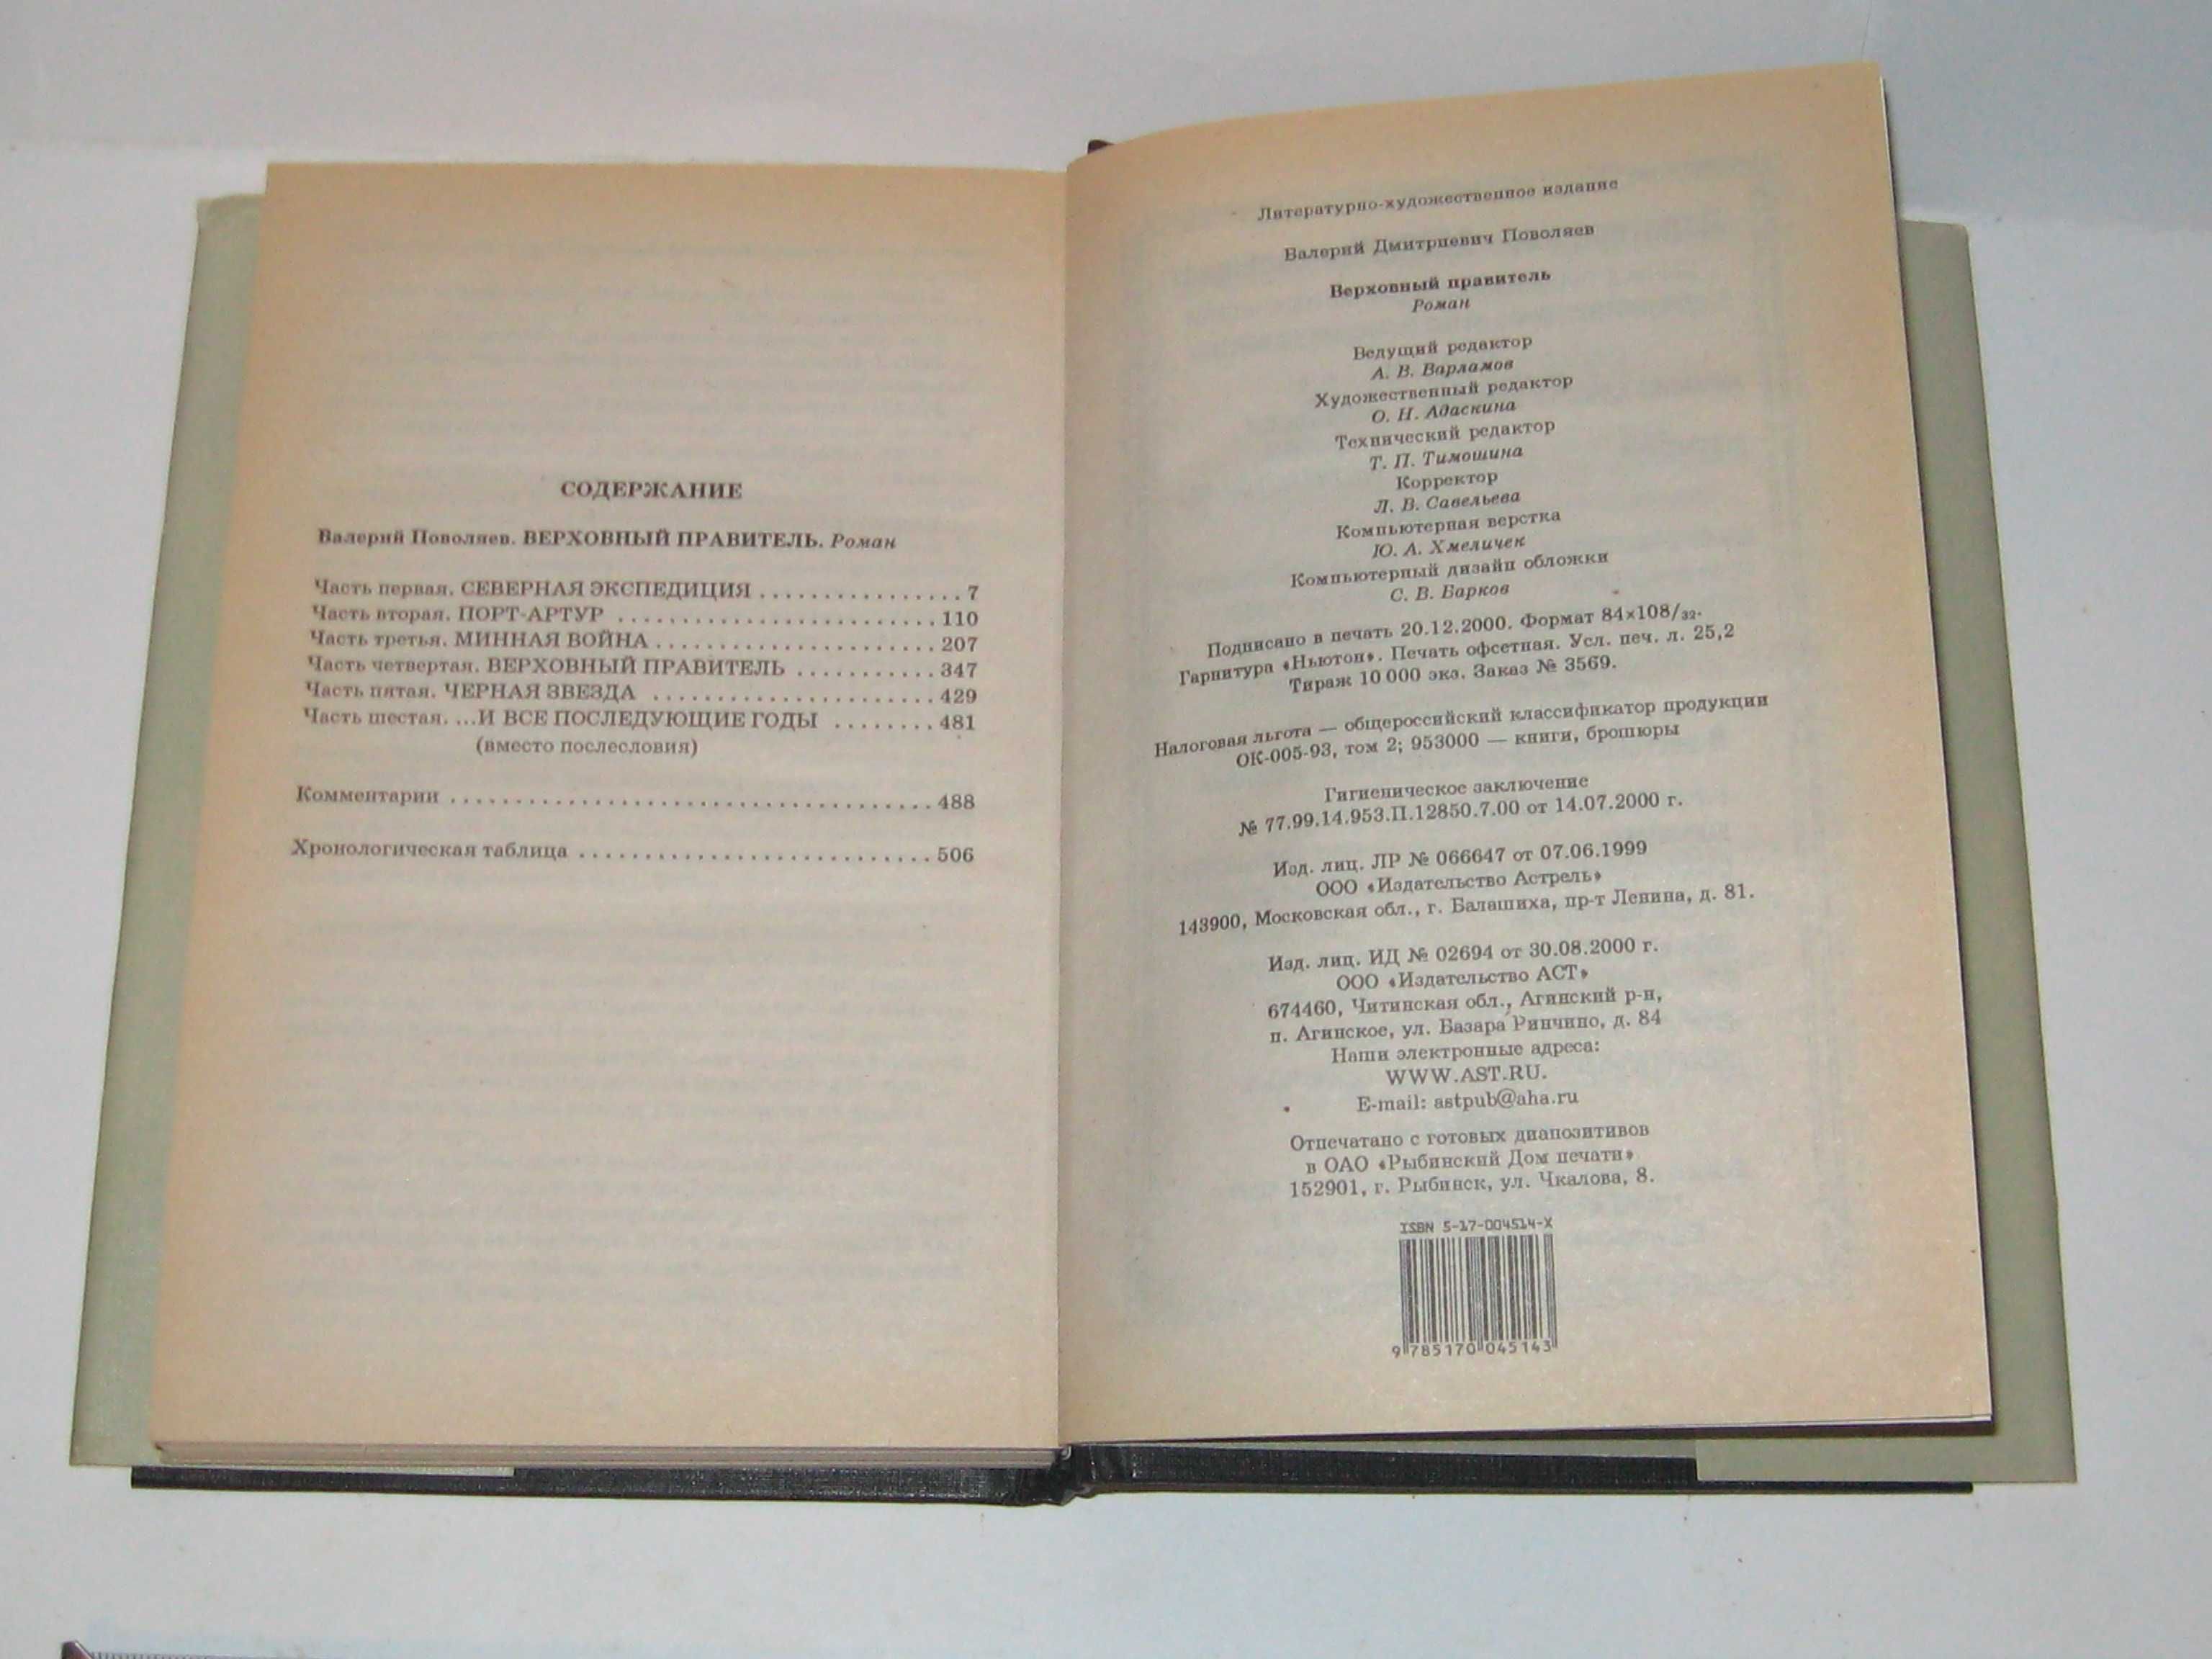 СОДЕРЖАНИЕ
Валерий Поволяев. ВЕРХОВНЫЙ ПРАВИТЕЛЬ. Роман
Часть первая. СЕВЕРНАЯ ЭКСПЕДИЦИЯ ................ 7
Часть вторая. ПОРТ-АРТУР ......................... 110
Часть третья. МИННАЯ ВОЙНА ...................... 207
Часть четвертая. ВЕРХОВНЫЙ ПРАВИТЕЛЬ ........... 347
Часть пятая. ЧЕРНАЯ ЗВЕЗДА ...................... 429
Часть шестая. ...И ВСЕ ПОСЛЕДУЮЩИЕ ГОДЫ ........ 481
(вместо послесловия)
Комментарии ..................................... 488
Хронологическая таблица ........................... 506
Литературно-художественное издание
Валерий Дмитриевич Поволяев
Верховный правитель
Роман
Ведущий редактор
А. В. Варламов
Художественный редактор
О. Н. Адаскина
Технический редактор
Т. П. Тимошина
Корректор
Л. В. Савельева
Компьютерная верстка
Ю. А. Хмеличек
Компьютерный дизайн обложки
С. В. Барков
Подписано в печать 20.12.2000. Формат 84×108/32.
Гарнитура «Ньютон». Печать офсетная. Усл. печ. л. 25,2
Тираж 10 000 экз. Заказ № 3569.
Налоговая льгота — общероссийский классификатор продукции
ОК-005-93, том 2; 953000 — книги, брошюры
Гигиеническое заключение
№ 77.99.14.953.П.12850.7.00 от 14.07.2000 г.
Изд. лиц. ЛР № 066647 от 07.06.1999
ООО «Издательство Астрель»
143900, Московская обл., г. Балашиха, пр-т Ленина, д. 81.
Изд. лиц. ИД № 02694 от 30.08.2000 г.
ООО «Издательство АСТ»
674460, Читинская обл., Агинский р-н,
п. Агинское, ул. Базара Ринчино, д. 84
Наши электронные адреса:
WWW.AST.RU.
E-mail: astpub@aha.ru
Отпечатано с готовых диапозитивов
в ОАО «Рыбинский Дом печати»
152901, г. Рыбинск, ул. Чкалова, 8.
ISBN 5-17-004514-X
9 785170 045143